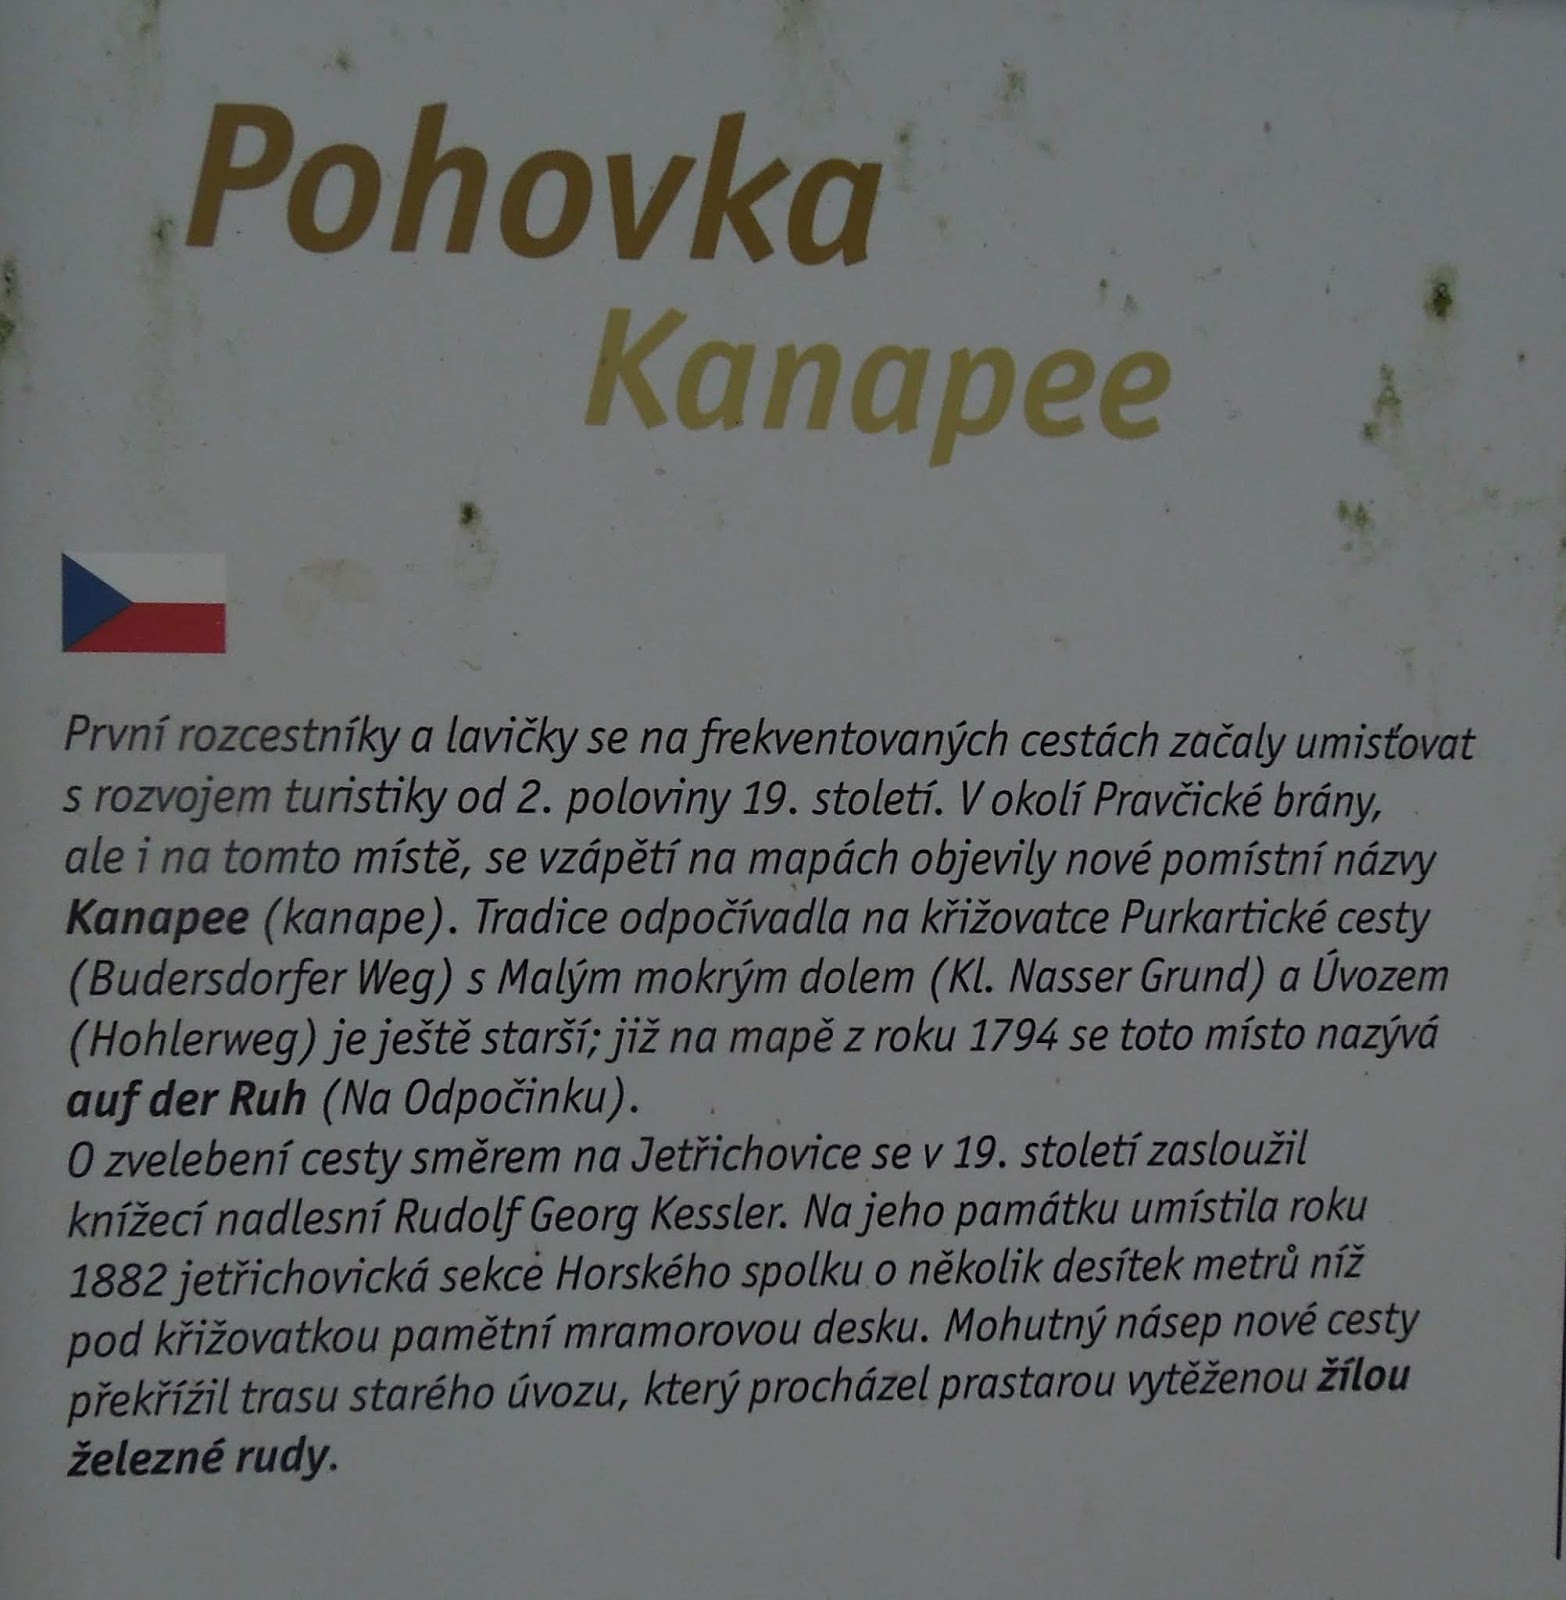 Pohovka
Kanapee
První rozcestníky a lavičky se na frekventovaných cestách začaly umisťovat
s rozvojem turistiky od 2. poloviny 19. století. V okolí Pravčické brány,
ale i na tomto místě, se vzápětí na mapách objevily nové pomístní názvy
Kanapee (kanape). Tradice odpočívadla na křižovatce Purkartické cesty
(Budersdorfer Weg) s Malým mokrým dolem (Kl. Nasser Grund) a Úvozem
(Hohlerweg) je ještě starší; již na mapě z roku 1794 se toto místo nazývá
auf der Ruh (Na Odpočinku).
O zvelebení cesty směrem na Jetřichovice se v 19. století zasloužil
knížecí nadlesní Rudolf Georg Kessler. Na jeho památku umístila roku
1882 jetřichovická sekce Horského spolku o několik desítek metrů níž
pod křižovatkou pamětní mramorovou desku. Mohutný násep nové cesty
překřížil trasu starého úvozu, který procházel prastarou vytěženou žílou
železné rudy.